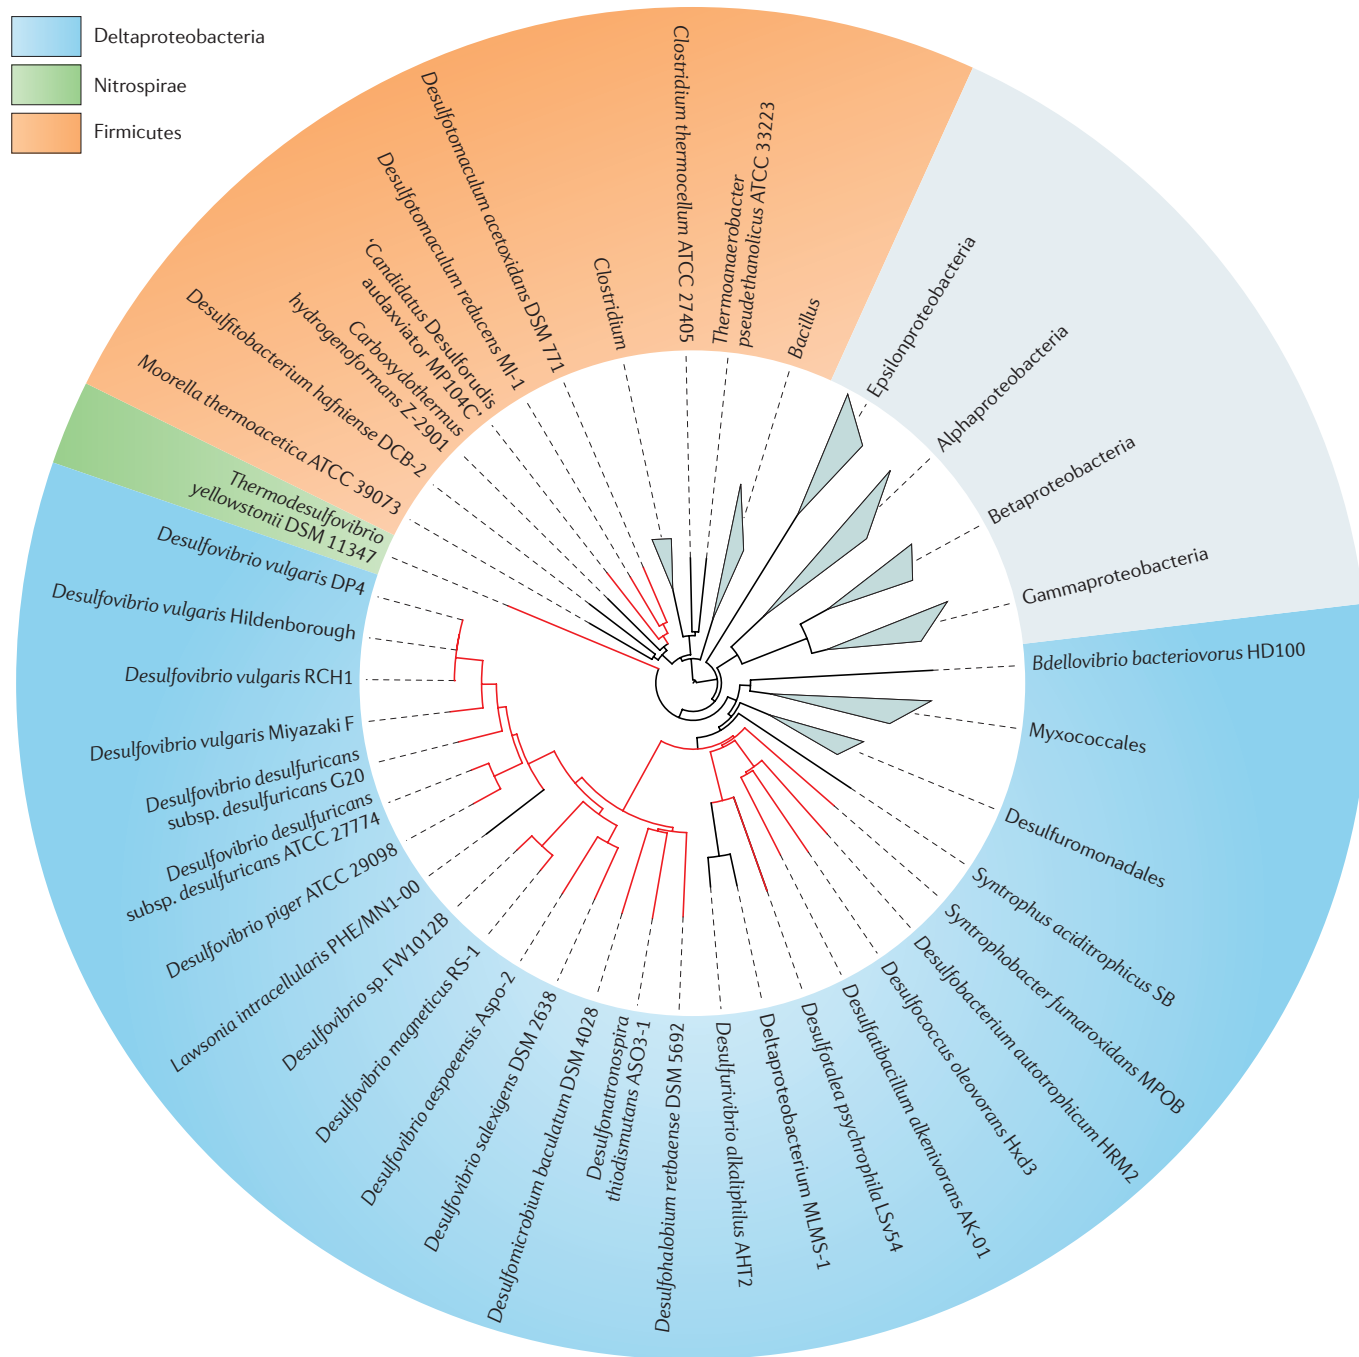 Deltaproteobacteria
Nitrospirae
Firmicutes
Clostridium thermocellum ATCC 27405
Thermoanaerobacter
pseudethanolicus ATCC 33223
Bacillus
Epsilonproteobacteria
Alphaproteobacteria
Betaproteobacteria
Gammaproteobacteria
Bdellovibrio bacteriovorus HD100
Myxococcales
Desulfuromonadales
Syntrophus aciditrophicus SB
Syntrophobacter fumaroxidans MPOB
Desulfobacterium autotrophicum HRM2
Desulfococcus oleovorans Hxd3
Desulfatibacillum alkenivorans AK-01
Desulfotalea psychrophila LSv54
Deltaproteobacterium MLMS-1
Desulfurivibrio alkaliphilus AHT2
Desulfohalobium retbaense DSM 5692
Desulfonatronospira
thiodismutans ASO3-1
Desulfomicrobium baculatum DSM 4028
Desulfovibrio salexigens DSM 2638
Desulfovibrio aespoeensis Aspo-2
Desulfovibrio magneticus RS-1
Desulfovibrio sp. FW1012B
Lawsonia intracellularis PHE/MN1-00
Desulfovibrio piger ATCC 29098
Desulfovibrio desulfuricans
subsp. desulfuricans ATCC 27774
Desulfovibrio desulfuricans
subsp. desulfuricans G20
Desulfovibrio vulgaris Miyazaki F
Desulfovibrio vulgaris RCH1
Desulfovibrio vulgaris Hildenborough
Desulfovibrio vulgaris DP4
Thermodesulfovibrio
yellowstonii DSM 11347
Moorella thermoacetica ATCC 39073
Desulfitobacterium hafniense DCB-2
Carboxydothermus
hydrogenoformans Z-2901
‘Candidatus Desulforudis
audaxviator MP104C’
Desulfotomaculum reducens MI-1
Desulfotomaculum acetoxidans DSM 771
Clostridium